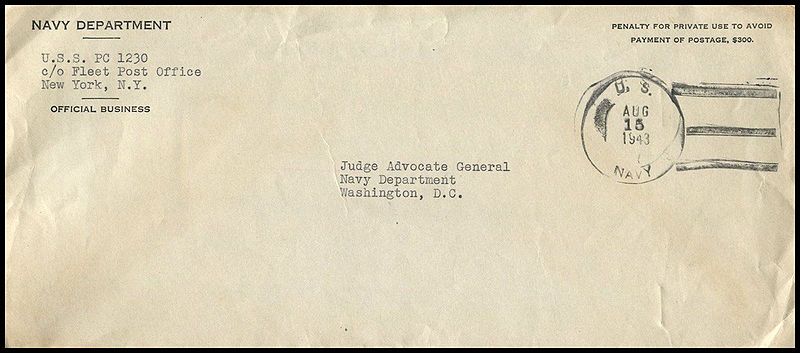 NAVY DEPARTMENT
U.S.S. PC 1230
c/o Fleet Post Office
New York, N.Y.
OFFICIAL BUSINESS
PENALTY FOR PRIVATE USE TO AVOID
PAYMENT OF POSTAGE, $300.
U. S.
AUG
15
1943
NAVY
Judge Advocate General
Navy Department
Washington, D.C.